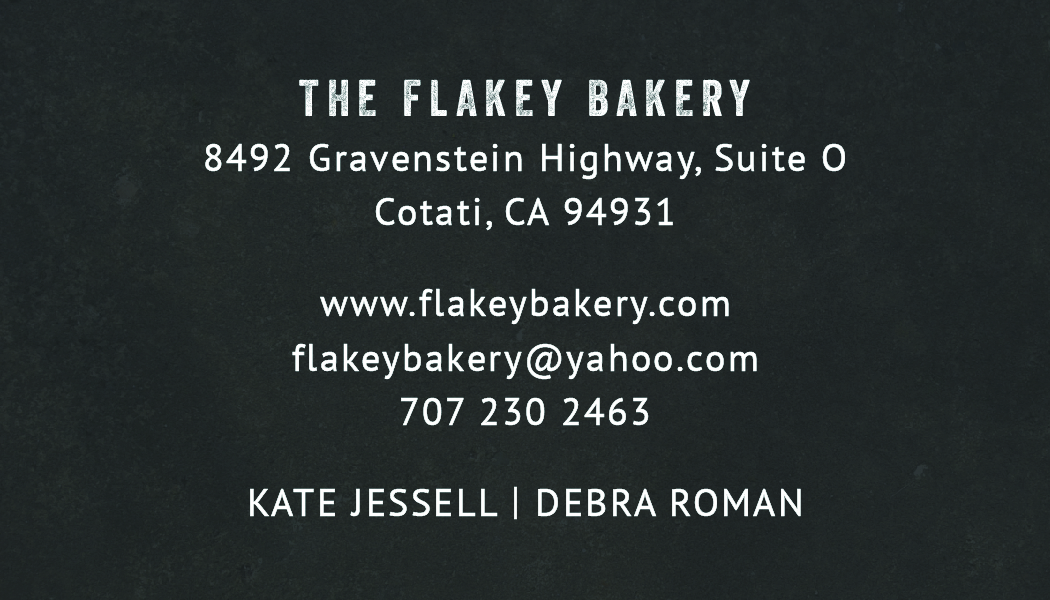 THE FLAKEY BAKERY
8492 Gravenstein Highway, Suite O
Cotati, CA 94931
www.flakeybakery.com
flakeybakery@yahoo.com
707 230 2463
KATE JESSELL | DEBRA ROMAN